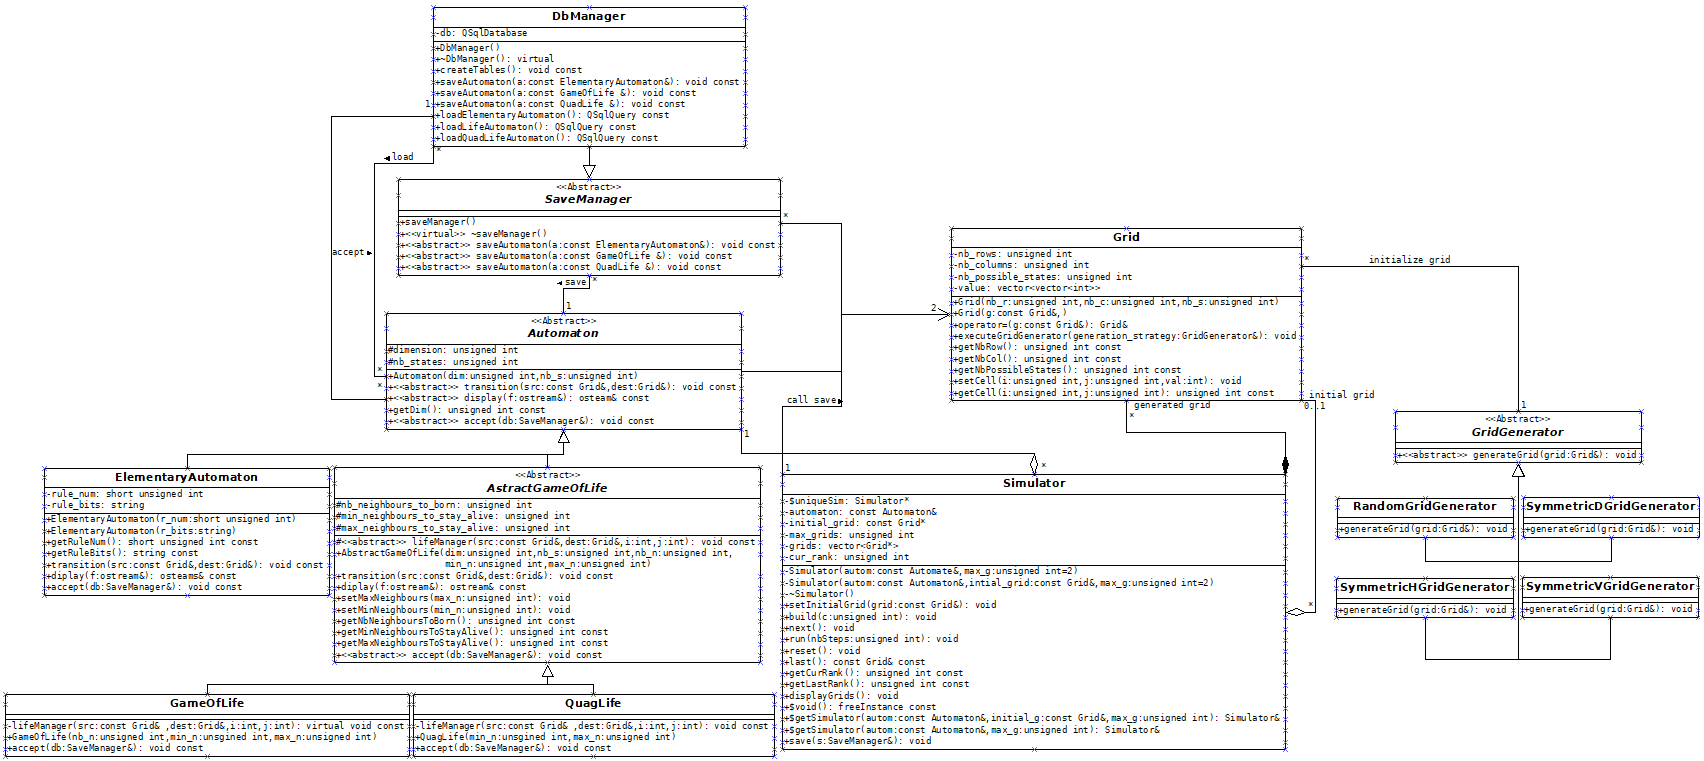 DbManager
-db: QSqlDatabase
+DbManager()
+~DbManager(): virtual
+createTables(): void const
+saveAutomaton(a:const ElementaryAutomaton&): void const
+saveAutomaton(a:const GameOfLife &): void const
+saveAutomaton(a:const QuadLife &): void const
+loadElementaryAutomaton(): QSqlQuery const
+loadLifeAutomaton(): QSqlQuery const
+loadQuadLifeAutomaton(): QSqlQuery const
1
*
load
accept
<<Abstract>>
SaveManager
+saveManager()
+<<virtual>> ~saveManager()
+<<abstract>> saveAutomaton(a:const ElementaryAutomaton&): void const
+<<abstract>> saveAutomaton(a:const GameOfLife &): void const
+<<abstract>> saveAutomaton(a:const QuadLife &): void const
*
*
save
1
<<Abstract>>
Automaton
#dimension: unsigned int
#nb_states: unsigned int
+Automaton(dim:unsigned int,nb_s:unsigned int)
+<<abstract>> transition(src:const Grid&,dest:Grid&): void const
+<<abstract>> display(f:ostream&): osteam& const
+getDim(): unsigned int const
+<<abstract>> accept(db:SaveManager&): void const
*
*
1
call save
2
Grid
-nb_rows: unsigned int
-nb_columns: unsigned int
-nb_possible_states: unsigned int
-value: vector<vector<int>>
+Grid(nb_r:unsigned int,nb_c:unsigned int,nb_s:unsigned int)
+Grid(g:const Grid&,)
+operator=(g:const Grid&): Grid&
+executeGridGenerator(generation_strategy:GridGenerator&): void
+getNbRow(): unsigned int const
+getNbCol(): unsigned int const
+getNbPossibleStates(): unsigned int const
+setCell(i:unsigned int,j:unsigned int,val:int): void
+getCell(i:unsigned int,j:unsigned int): unsigned int const
*
initialize grid
1
generated grid
*
initial grid
0..1
<<Abstract>>
GridGenerator
+<<abstract>> generateGrid(grid:Grid&): void
RandomGridGenerator
+generateGrid(grid:Grid&): void
SymmetricDGridGenerator
+generateGrid(grid:Grid&): void
SymmetricHGridGenerator
+generateGrid(grid:Grid&): void
SymmetricVGridGenerator
+generateGrid(grid:Grid&): void
ElementaryAutomaton
-rule_num: short unsigned int
-rule_bits: string
+ElementaryAutomaton(r_num:short unsigned int)
+ElementaryAutomaton(r_bits:string)
+getRuleNum(): short unsigned int const
+getRuleBits(): string const
+transition(src:const Grid&,dest:Grid&): void const
+diplay(f:ostream&): osteams& const
+accept(db:SaveManager&): void const
<<Abstract>>
AstractGameOfLife
#nb_neighbours_to_born: unsigned int
#min_neighbours_to_stay_alive: unsigned int
#max_neighbours_to_stay_alive: unsigned int
#<<abstract>> lifeManager(src:const Grid&,dest:Grid&,i:int,j:int): void const
+AbstractGameOfLife(dim:unsigned int,nb_s:unsigned int,nb_n:unsigned int,
min_n:unsigned int,max_n:unsigned int)
+transition(src:const Grid&,dest:Grid&): void const
+diplay(f:ostream&): ostream& const
+setMaxNeighbours(max_n:unsigned int): void
+setMinNeighbours(min_n:unsigned int): void
+getNbNeighboursToBorn(): unsigned int const
+getMinNeighboursToStayAlive(): unsigned int const
+getMaxNeighboursToStayAlive(): unsigned int const
+<<abstract>> accept(db:SaveManager&): void const
GameOfLife
-lifeManager(src:const Grid& ,dest:Grid&,i:int,j:int): virtual void const
+GameOfLife(nb_n:unsigned int,min_n:unsigned int,max_n:unsigned int)
+accept(db:SaveManager&): void const
QuagLife
-lifeManager(src:const Grid& ,dest:Grid&,i:int,j:int): void const
+QuagLife(min_n:unsigned int,max_n:unsigned int)
+accept(db:SaveManager&): void const
1
*
*
Simulator
-$uniqueSim: Simulator*
-automaton: const Automaton&
-initial_grid: const Grid*
-max_grids: unsigned int
-grids: vector<Grid*>
-cur_rank: unsigned int
-Simulator(autom:const Automate&,max_g:unsigned int=2)
-Simulator(autom:const Automaton&,intial_grid:const Grid&,max_g:unsigned int=2)
-~Simulator()
+setInitialGrid(grid:const Grid&): void
+build(c:unsigned int): void
+next(): void
+run(nbSteps:unsigned int): void
+reset(): void
+last(): const Grid& const
+getCurRank(): unsigned int const
+getLastRank(): unsigned int const
+displayGrids(): void
+$void(): freeInstance const
+$getSimulator(autom:const Automaton&,initial_g:const Grid&,max_g:unsigned int): Simulator&
+$getSimulator(autom:const Automaton&,max_g:unsigned int): Simulator&
+save(s:SaveManager&): void